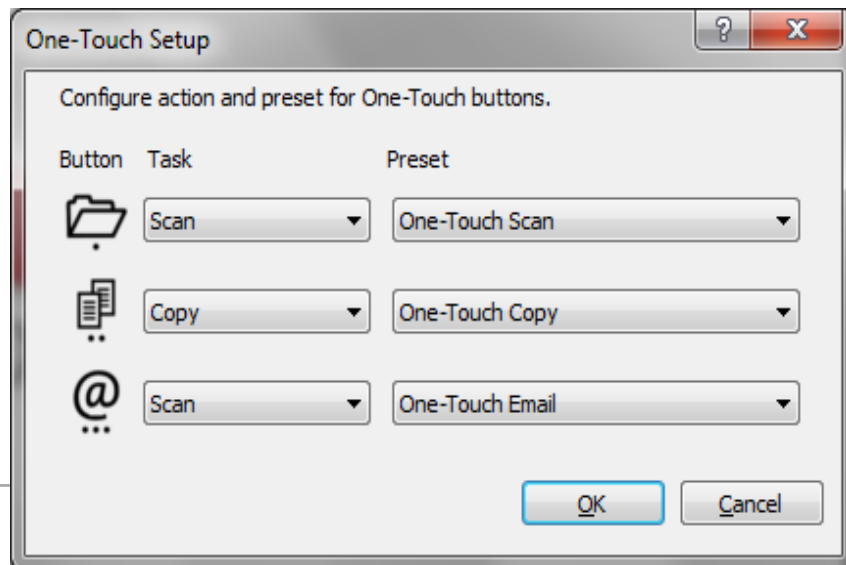 One-Touch Setup
Configure action and preset for One-Touch buttons.
Button Task Preset
Scan One-Touch Scan
Copy One-Touch Copy
@ Scan One-Touch Email
OK Cancel